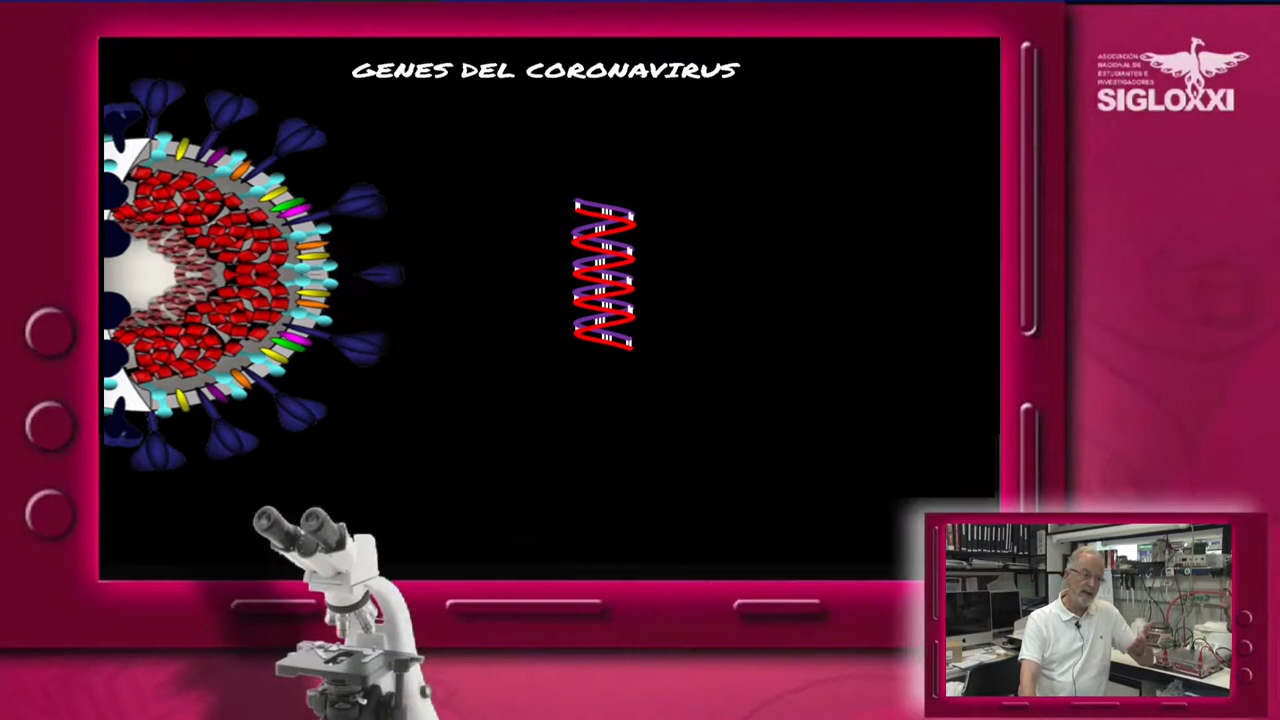 GENES DEL CORONAVIRUS
ASOCIACIÓN
NACIONAL DE
ESTUDIANTES E
INVESTIGADORES
SIGLOXXI